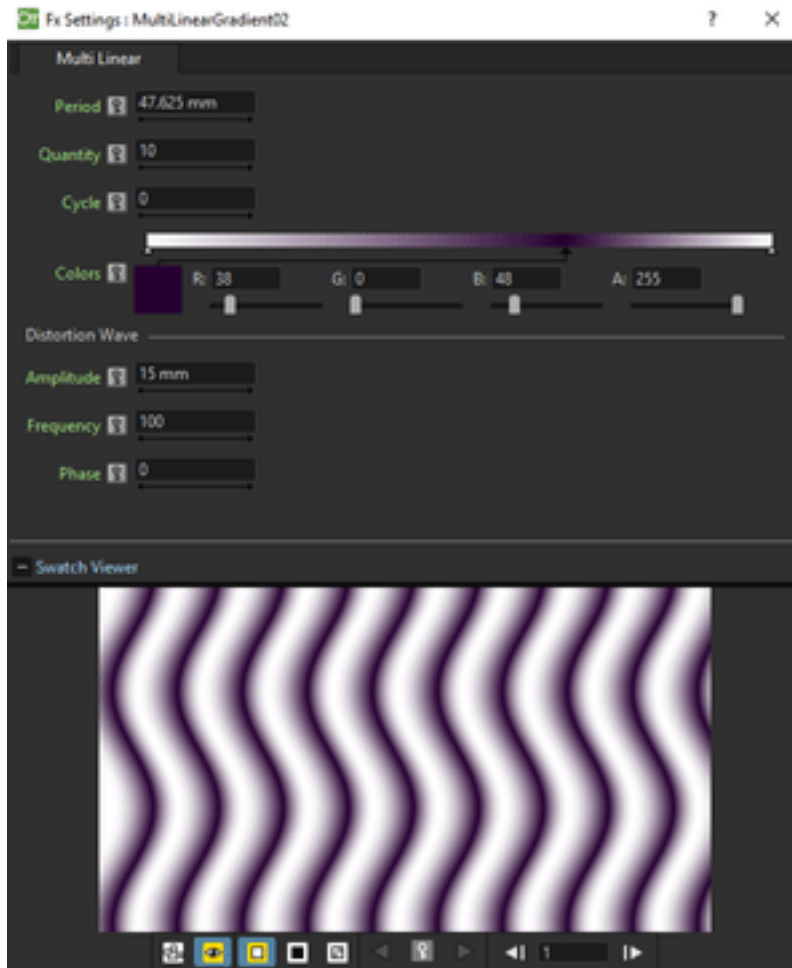 Fx Settings : MultiLinearGradient02
Multi Linear
Period 47.625 mm
Quantity 10
Cycle 0
Colors R: 38 G: 0 B: 48 A: 255
Distortion Wave
Amplitude 15 mm
Frequency 100
Phase 0
Swatch Viewer
1